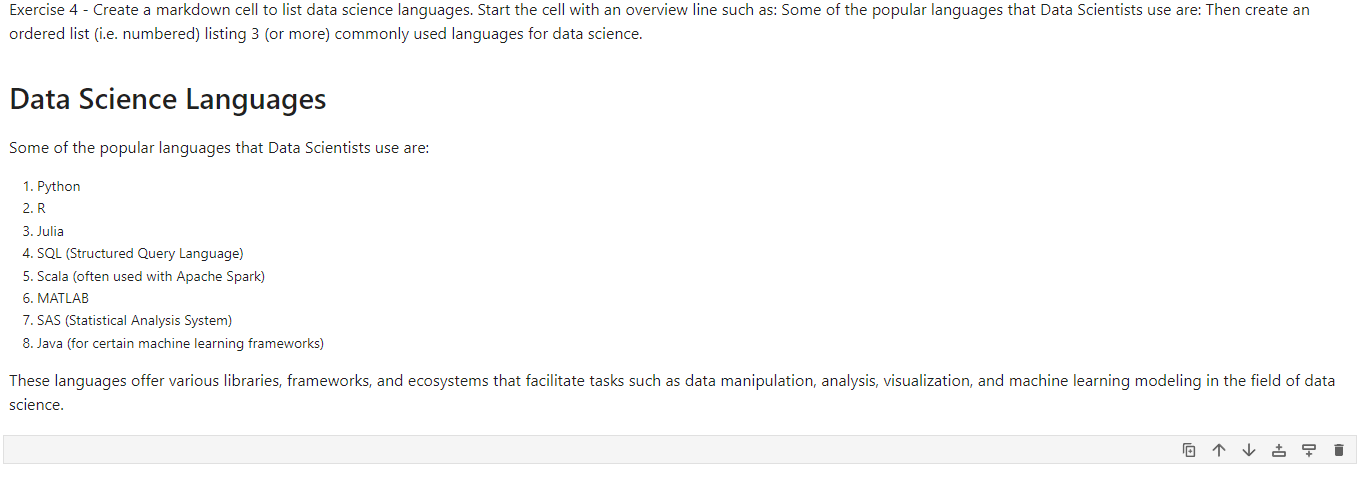 Exercise 4 - Create a markdown cell to list data science languages. Start the cell with an overview line such as: Some of the popular languages that Data Scientists use are: Then create an
ordered list (i.e. numbered) listing 3 (or more) commonly used languages for data science.
Data Science Languages
Some of the popular languages that Data Scientists use are:
1. Python
2. R
3. Julia
4. SQL (Structured Query Language)
5. Scala (often used with Apache Spark)
6. MATLAB
7. SAS (Statistical Analysis System)
8. Java (for certain machine learning frameworks)
These languages offer various libraries, frameworks, and ecosystems that facilitate tasks such as data manipulation, analysis, visualization, and machine learning modeling in the field of data
science.